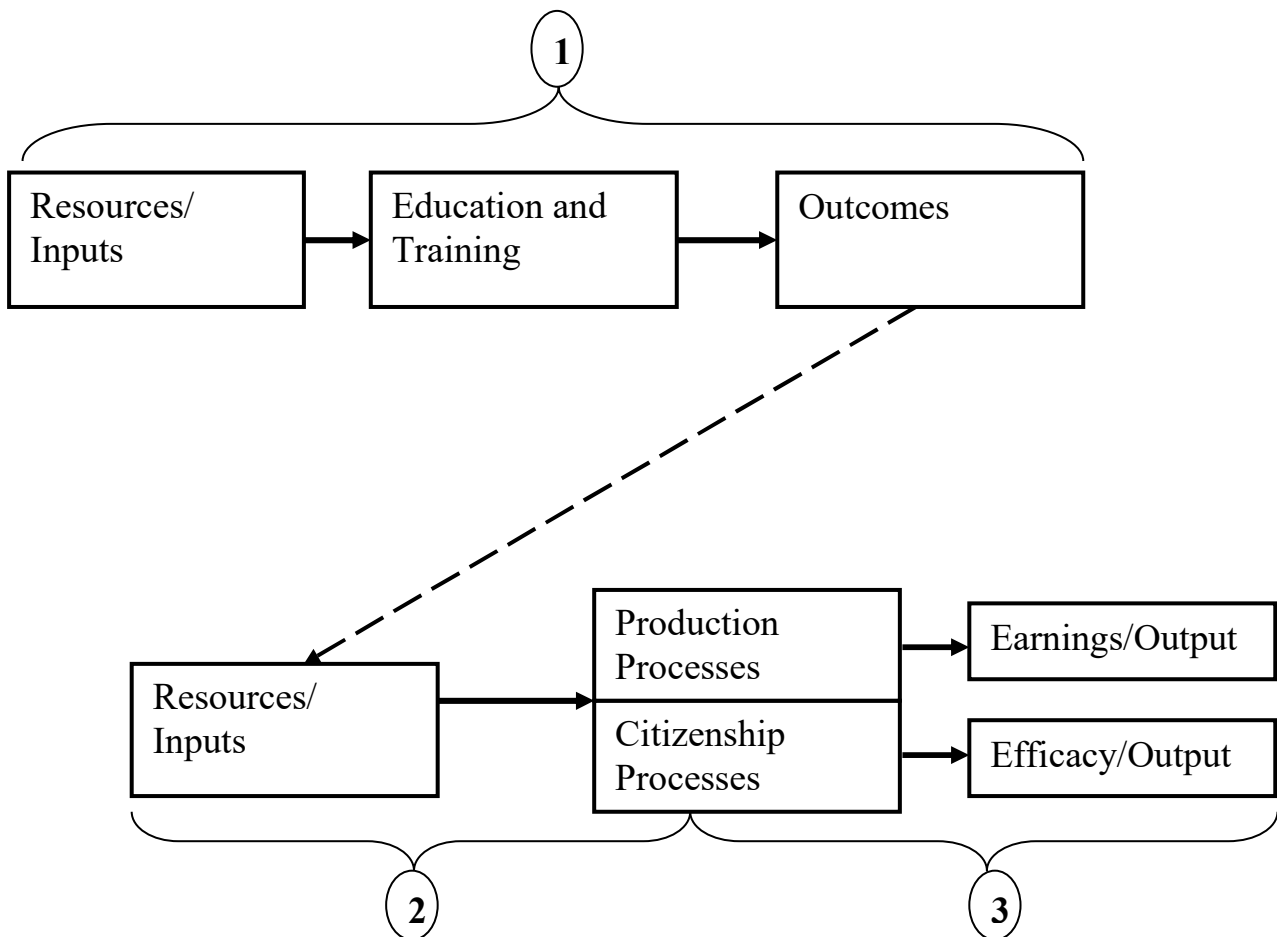 1
Resources/
Inputs
Education and
Training
Outcomes
Production
Processes
Earnings/Output
Resources/
Inputs
Citizenship
Processes
Efficacy/Output
2
3